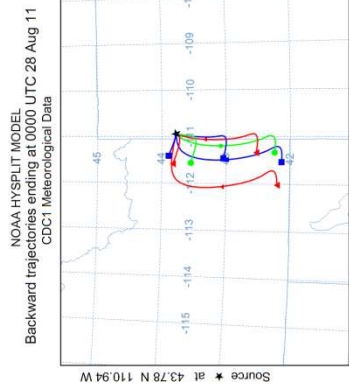 NOAA HYSPLIT MODEL
Backward trajectories ending at 0000 UTC 28 Aug 11
CDC1 Meteorological Data
Source ★ at 43.78 N 110.94 W
-109
-110
-111
-112
-113
-114
-115
45
44
42